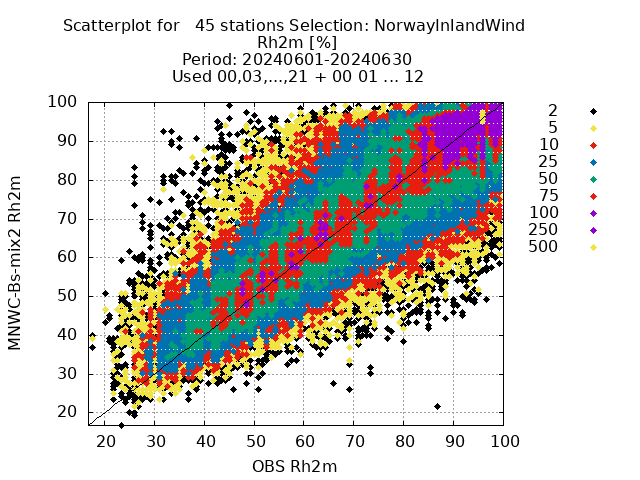 Scatterplot for   45 stations Selection: NorwayInlandWind
Rh2m [%]
Period: 20240601-20240630
Used 00,03,...,21 + 00 01 ... 12
MNWC-Bs-mix2 Rh2m
100
90
80
70
60
50
40
30
20
20 30 40 50 60 70 80 90 100
OBS Rh2m
2
5
10
25
50
75
100
250
500